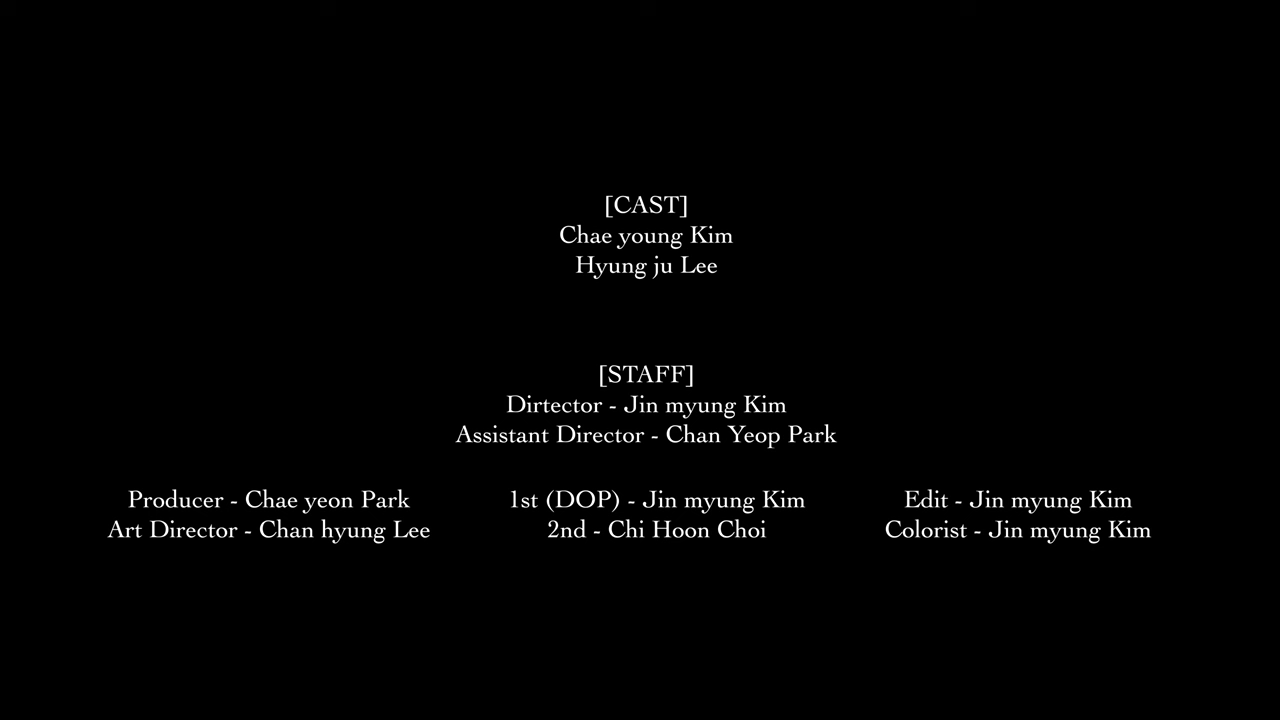 [CAST]
Chae young Kim
Hyung ju Lee
[STAFF]
Dirtector - Jin myung Kim
Assistant Director - Chan Yeop Park
Producer - Chae yeon Park
Art Director - Chan hyung Lee
1st (DOP) - Jin myung Kim
2nd - Chi Hoon Choi
Edit - Jin myung Kim
Colorist - Jin myung Kim